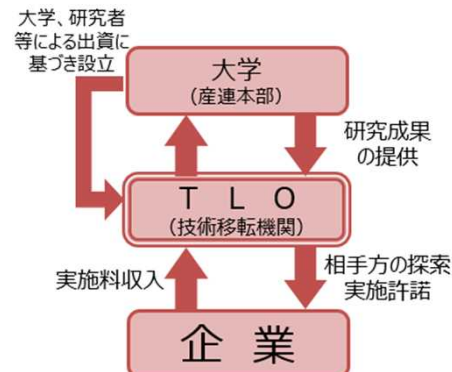 大学、研究者
等による出資に
基づき設立
大学
(産連本部)
研究成果
の提供
TLO
(技術移転機関)
実施料収入
相手方の探索
実施許諾
企業